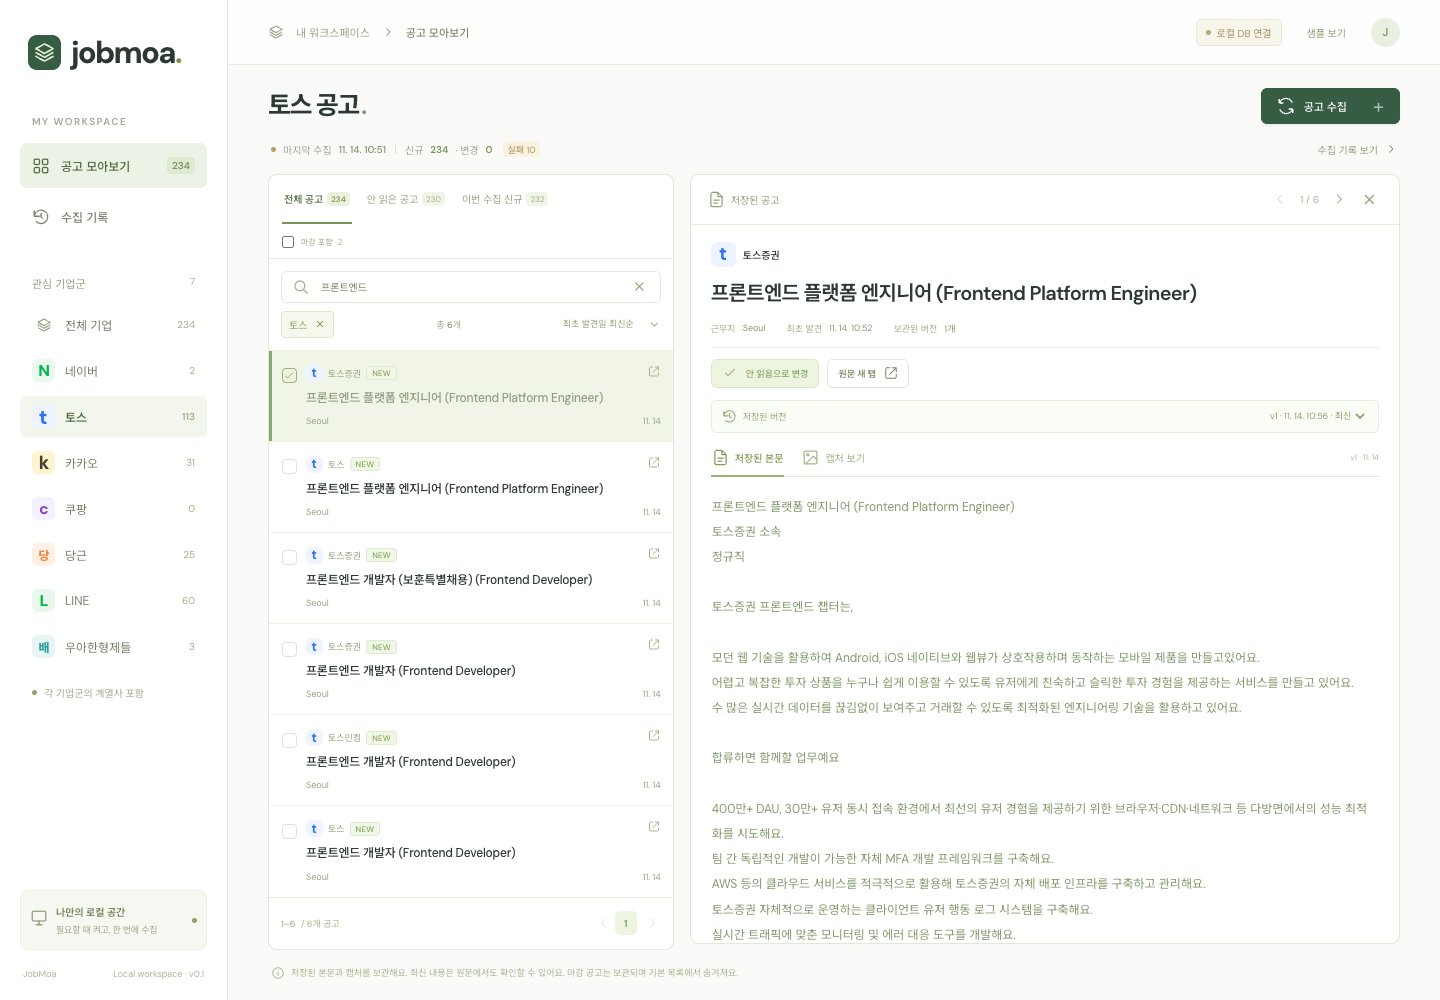 jobmoa.
MY WORKSPACE
공고 모아보기 234
수집 기록
관심 기업군 7
전체 기업 234
N 네이버 2
t 토스 113
k 카카오 31
c 쿠팡 0
당 당근 25
L LINE 60
배 우아한형제들 3
각 기업군의 계열사 포함
나만의 로컬 공간
필요할 때 켜고, 한 번에 수집
JobMoa Local workspace · v0.1
내 워크스페이스 > 공고 모아보기
로컬 DB 연결 샘플 보기 J
토스 공고.
공고 수집 +
마지막 수집 11. 14. 10:51 | 신규 234 · 변경 0 실패 10
수집 기록 보기
전체 공고 234 안 읽은 공고 230 이번 수집 신규 232
마감 포함 2
프론트엔드
토스 총 6개 최초 발견일 최신순
t 토스증권 NEW
프론트엔드 플랫폼 엔지니어 (Frontend Platform Engineer)
Seoul 11. 14
t 토스 NEW
프론트엔드 플랫폼 엔지니어 (Frontend Platform Engineer)
Seoul 11. 14
t 토스증권 NEW
프론트엔드 개발자 (보훈특별채용) (Frontend Developer)
Seoul 11. 14
t 토스증권 NEW
프론트엔드 개발자 (Frontend Developer)
Seoul 11. 14
t 토스인컴 NEW
프론트엔드 개발자 (Frontend Developer)
Seoul 11. 14
t 토스 NEW
프론트엔드 개발자 (Frontend Developer)
Seoul 11. 14
1–6 / 6개 공고 1
저장된 공고 1 / 6
t 토스증권
프론트엔드 플랫폼 엔지니어 (Frontend Platform Engineer)
근무지 Seoul 최초 발견 11. 14. 10:52 보관된 버전 1개
안 읽음으로 변경 원문 새 탭
저장된 버전 v1 · 11. 14. 10:56 · 최신
저장된 본문 캡처 보기 v1 · 11. 14
프론트엔드 플랫폼 엔지니어 (Frontend Platform Engineer)
토스증권 소속
정규직
토스증권 프론트엔드 챕터는,
모던 웹 기술을 활용하여 Android, iOS 네이티브와 웹뷰가 상호작용하며 동작하는 모바일 제품을 만들고있어요.
어렵고 복잡한 투자 상품을 누구나 쉽게 이용할 수 있도록 유저에게 친숙하고 슬릭한 투자 경험을 제공하는 서비스를 만들고 있어요.
수 많은 실시간 데이터를 끊김없이 보여주고 거래할 수 있도록 최적화된 엔지니어링 기술을 활용하고 있어요.
합류하면 함께할 업무예요
400만+ DAU, 30만+ 유저 동시 접속 환경에서 최선의 유저 경험을 제공하기 위한 브라우저·CDN·네트워크 등 다방면에서의 성능 최적
화를 시도해요.
팀 간 독립적인 개발이 가능한 자체 MFA 개발 프레임워크를 구축해요.
AWS 등의 클라우드 서비스를 적극적으로 활용해 토스증권의 자체 배포 인프라를 구축하고 관리해요.
토스증권 자체적으로 운영하는 클라이언트 유저 행동 로그 시스템을 구축해요.
실시간 트래픽에 맞춘 모니터링 및 에러 대응 도구를 개발해요.
저장된 본문과 캡처를 보관해요. 최신 내용은 원문에서도 확인할 수 있어요. 마감 공고는 보관되며 기본 목록에서 숨겨져요.